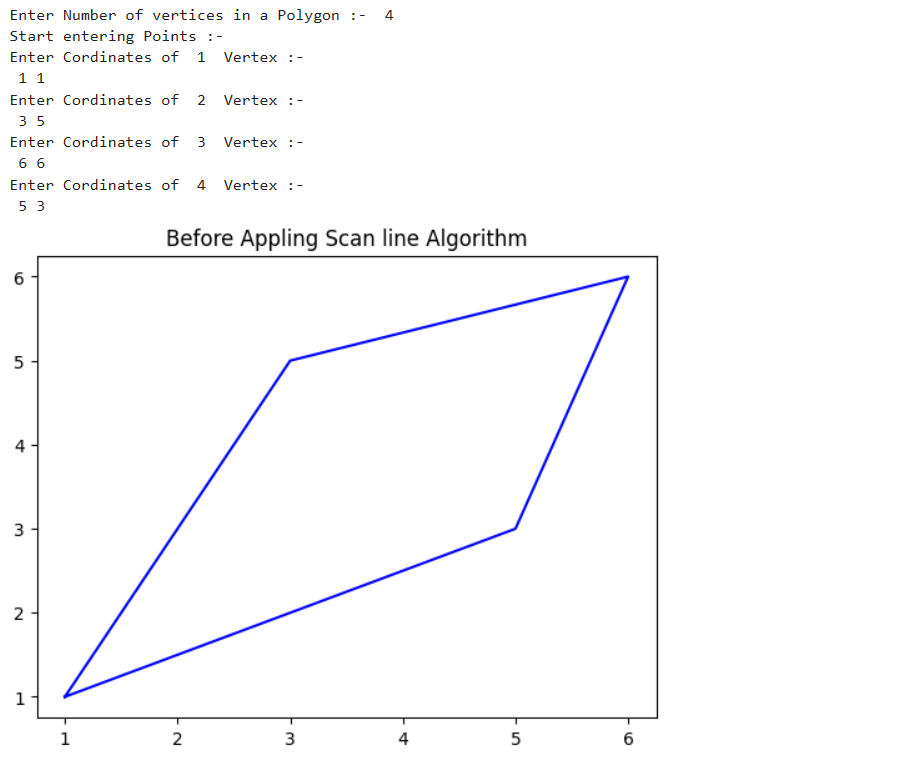 Enter Number of vertices in a Polygon :-  4
Start entering Points :-
Enter Cordinates of  1  Vertex :-
 1 1
Enter Cordinates of  2  Vertex :-
 3 5
Enter Cordinates of  3  Vertex :-
 6 6
Enter Cordinates of  4  Vertex :-
 5 3
Before Appling Scan line Algorithm
6
5
4
3
2
1
1 2 3 4 5 6